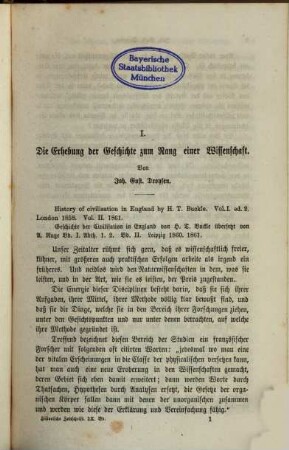 Bayerische
Staatsbibliothek
München
I.
Die Erhebung der Geschichte zum Rang einer Wissenschaft.
Von
Joh. Gust. Droysen.
History of civilisation in England by H. T. Buckle. Vol. I. ed. 2.
London 1858. Vol. II. 1861.
Geschichte der Civilisation in England von H. T. Buckle übersetzt von
A. Ruge Bd. I. Abth. 1. 2. Bd. II. Leipzig 1860. 1861.
Unser Zeitalter rühmt sich gern, daß es wissenschaftlich freier,
kühner, mit größeren auch praktischen Erfolgen arbeite als irgend ein
früheres. Und neidlos wird den Naturwissenschaften in dem, was sie
leisten, und in der Art, wie sie es leisten, der Preis zugestanden.
Die Energie dieser Disciplinen besteht darin, daß sie sich ihrer
Aufgaben, ihrer Mittel, ihrer Methode völlig klar bewußt sind, und
daß sie die Dinge, welche sie in den Bereich ihrer Forschungen ziehen,
unter den Gesichtspunkten und nur unter denen betrachten, auf welche
ihre Methode gegründet ist.
Treffend bezeichnet diesen Bereich der Studien ein französischer
Forscher mit folgenden oft citirten Worten: „jedesmal wo man eine
der vitalen Erscheinungen in die Classe der physicalischen versetzen kann,
hat man auch eine neue Eroberung in den Wissenschaften gemacht,
deren Gebiet sich eben damit erweitert; dann werden Worte durch
Thatsachen, Hypothesen durch Analysen ersetzt, die Gesetze der orga-
nischen Körper fallen dann mit denen der unorganischen zusammen
und werden wie diese der Erklärung und Vereinfachung fähig.“
Historische Zeitschrift. IX. Bd.
1